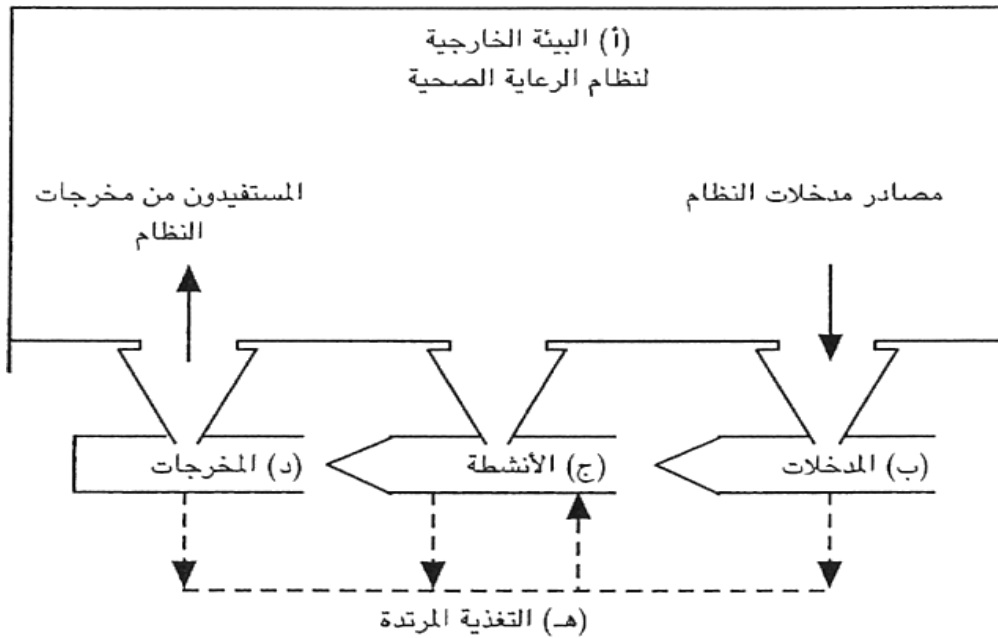 (أ) البيئة الخارجية
لنظام الرعاية الصحية
مصادر مدخلات النظام
المستفيدون من مخرجات
النظام
(ب) المدخلات
(ج) الأنشطة
(د) المخرجات
(هـ) التغذية المرتدة